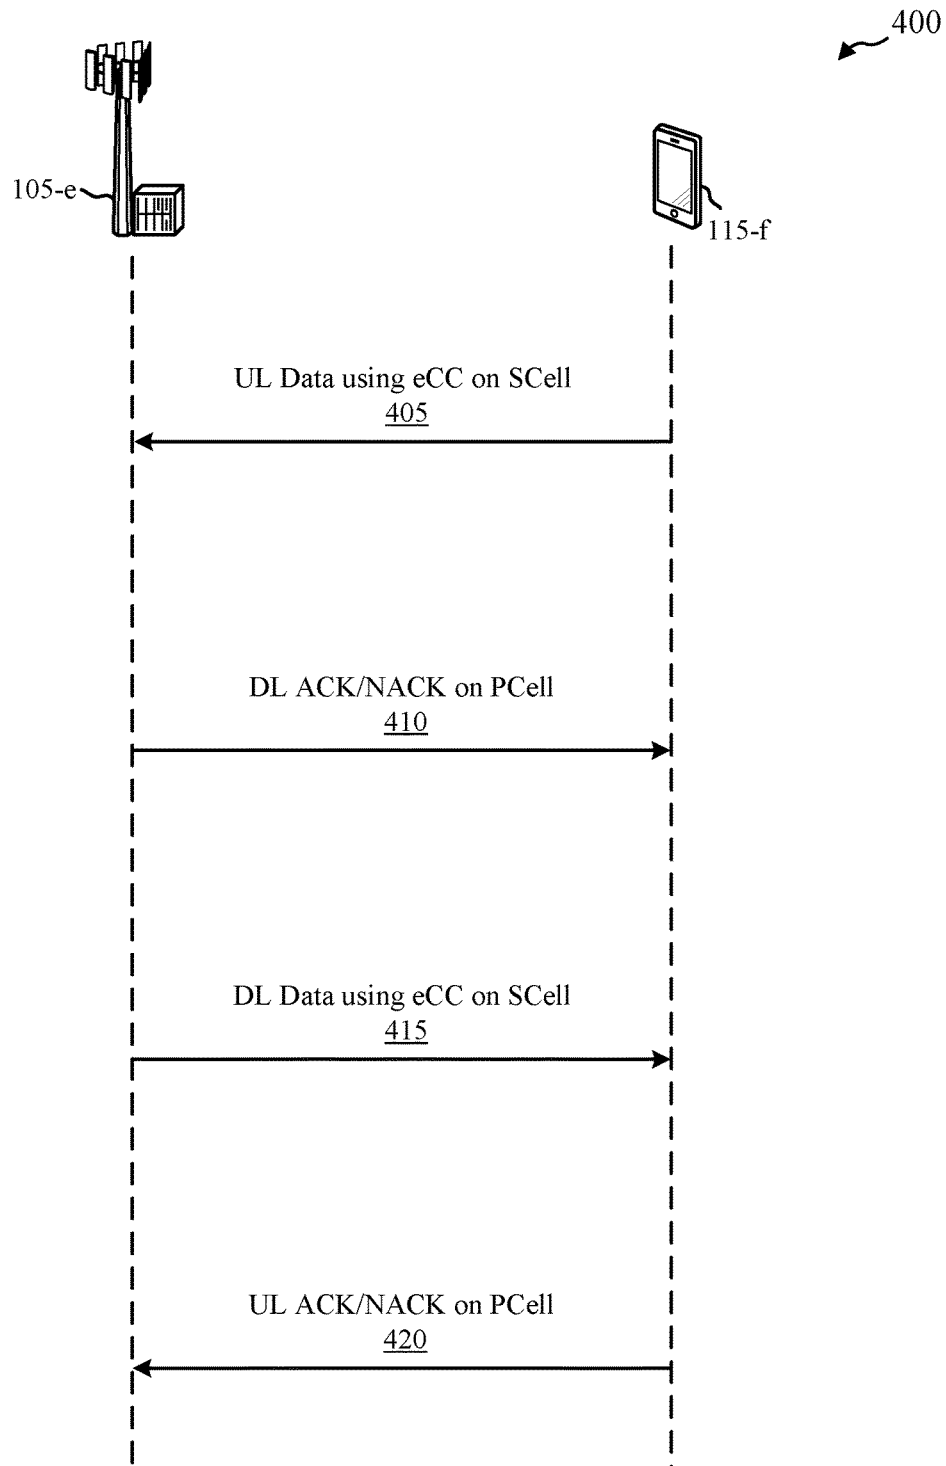 400
105-e
115-f
UL Data using eCC on SCell
405
DL ACK/NACK on PCell
410
DL Data using eCC on SCell
415
UL ACK/NACK on PCell
420